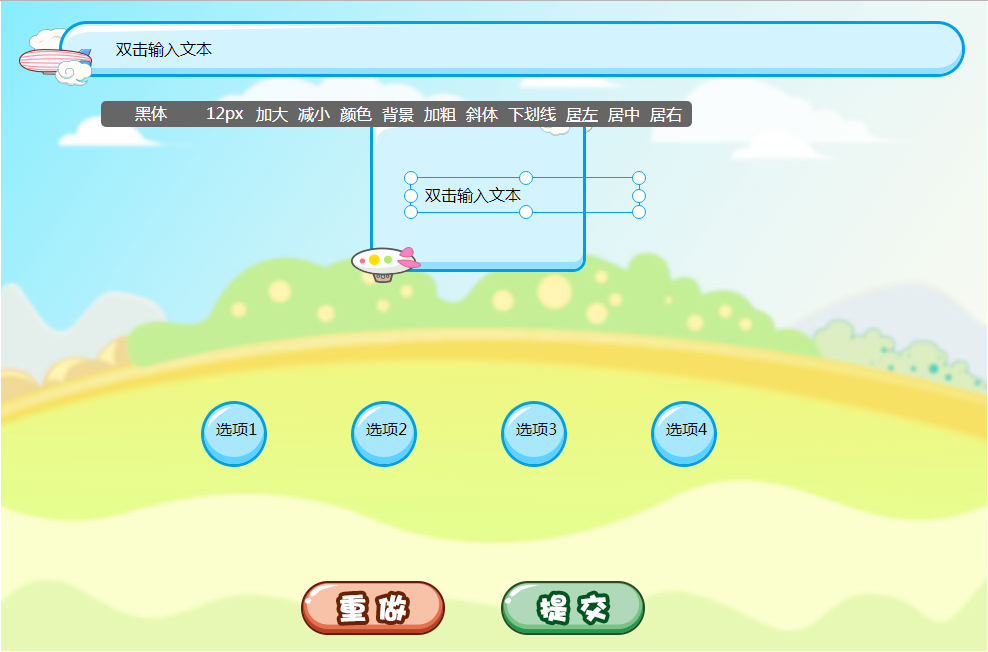 双击输入文本
黑体 12px 加大 减小 颜色 背景 加粗 斜体 下划线 居左 居中 居右
双击输入文本
选项1 选项2 选项3 选项4
重做 提交